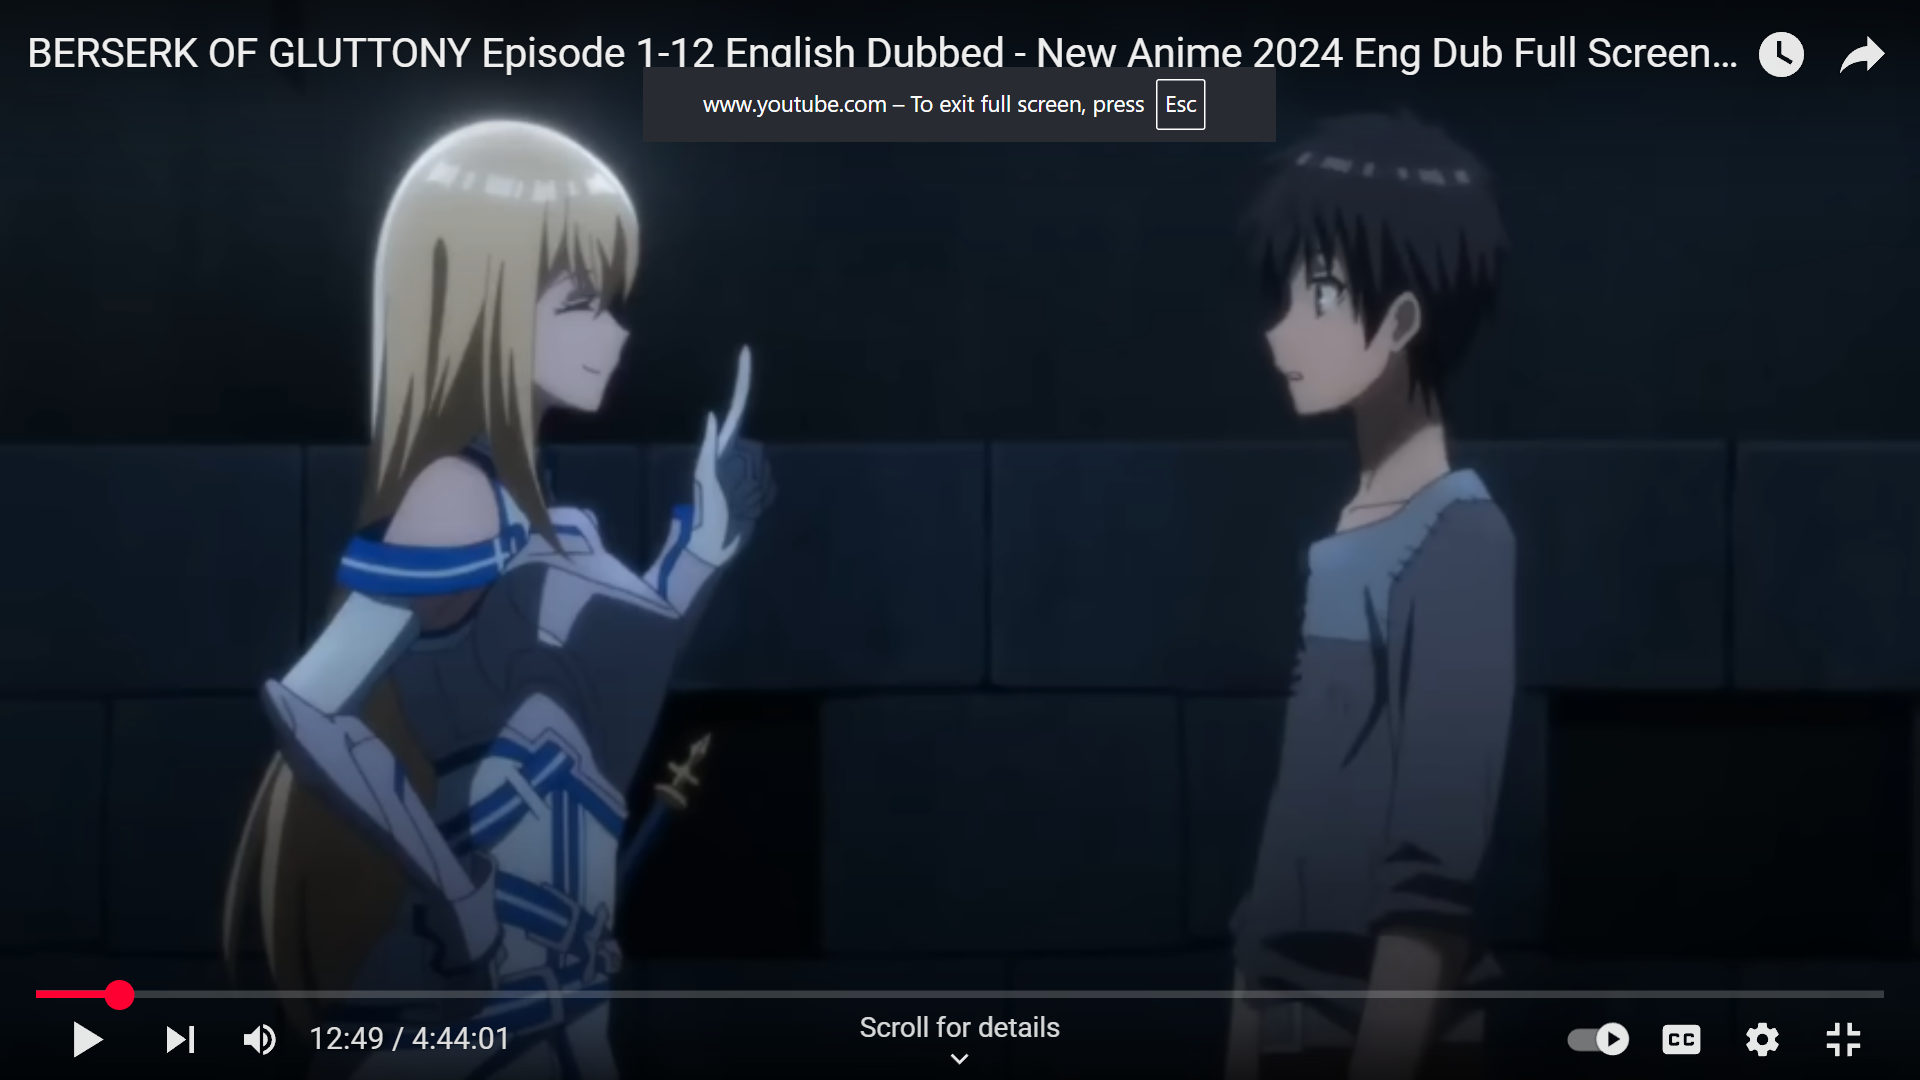 BERSERK OF GLUTTONY Episode 1-12 English Dubbed - New Anime 2024 Eng Dub Full Screen...
www.youtube.com – To exit full screen, press Esc
Scroll for details
12:49 / 4:44:01
CC